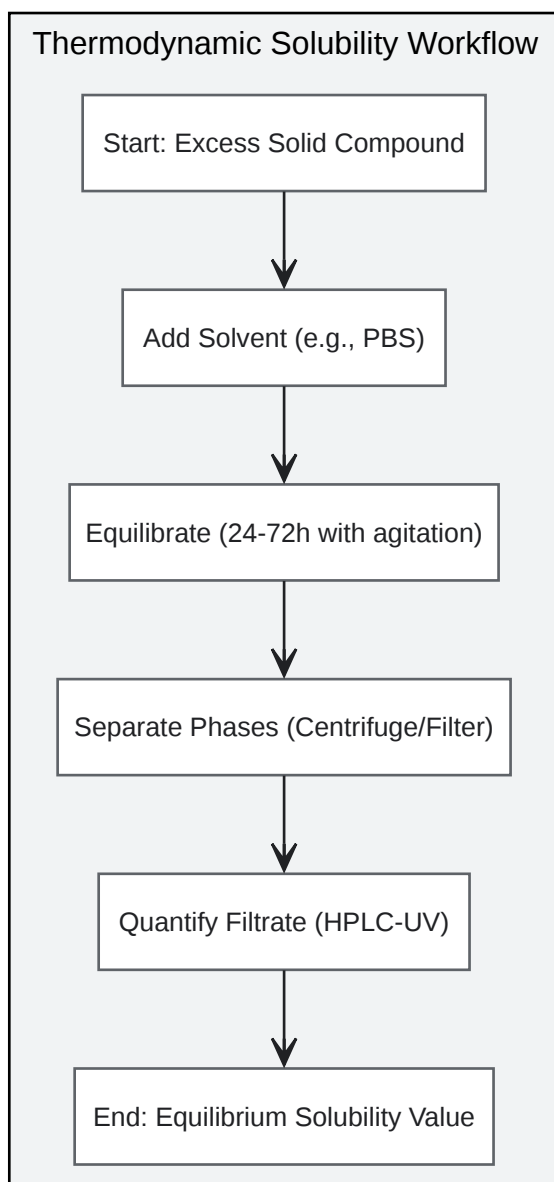 Thermodynamic Solubility Workflow
Start: Excess Solid Compound
Add Solvent (e.g., PBS)
Equilibrate (24-72h with agitation)
Separate Phases (Centrifuge/Filter)
Quantify Filtrate (HPLC-UV)
End: Equilibrium Solubility Value